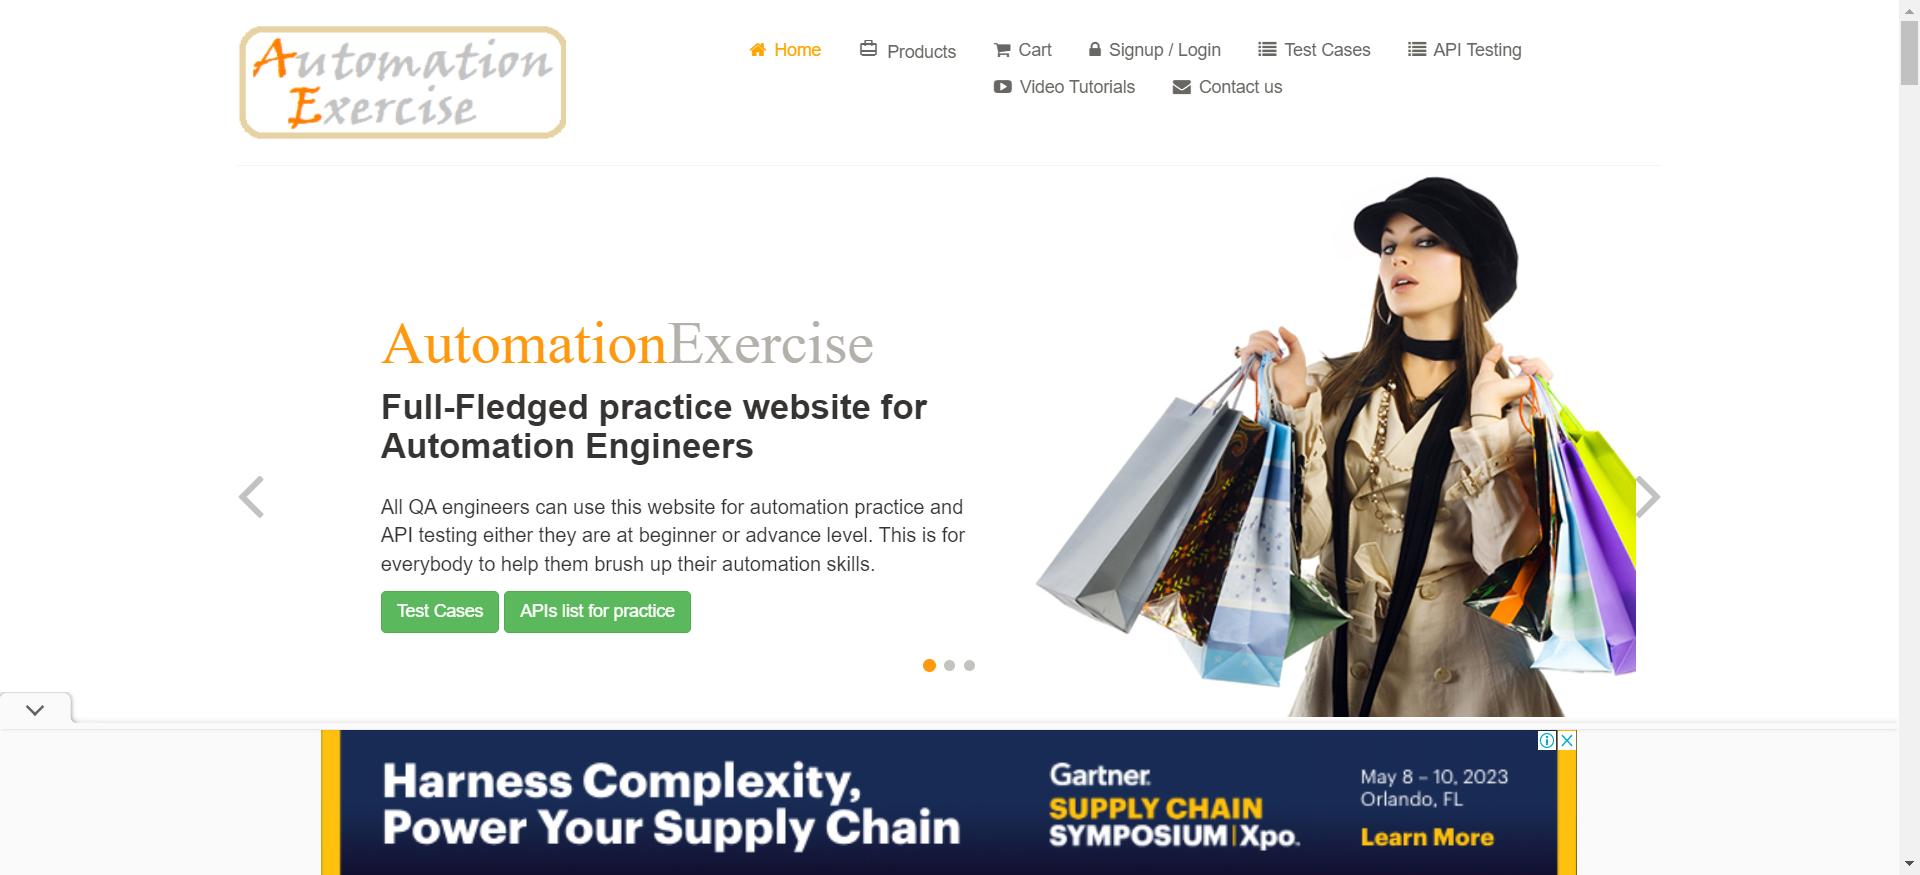 Automation
Exercise
Home
Products
Cart
Signup / Login
Test Cases
API Testing
Video Tutorials
Contact us
AutomationExercise
Full-Fledged practice website for
Automation Engineers
All QA engineers can use this website for automation practice and
API testing either they are at beginner or advance level. This is for
everybody to help them brush up their automation skills.
Test Cases
APIs list for practice
Harness Complexity,
Power Your Supply Chain
Gartner
SUPPLY CHAIN
SYMPOSIUM|Xpo.
May 8 – 10, 2023
Orlando, FL
Learn More